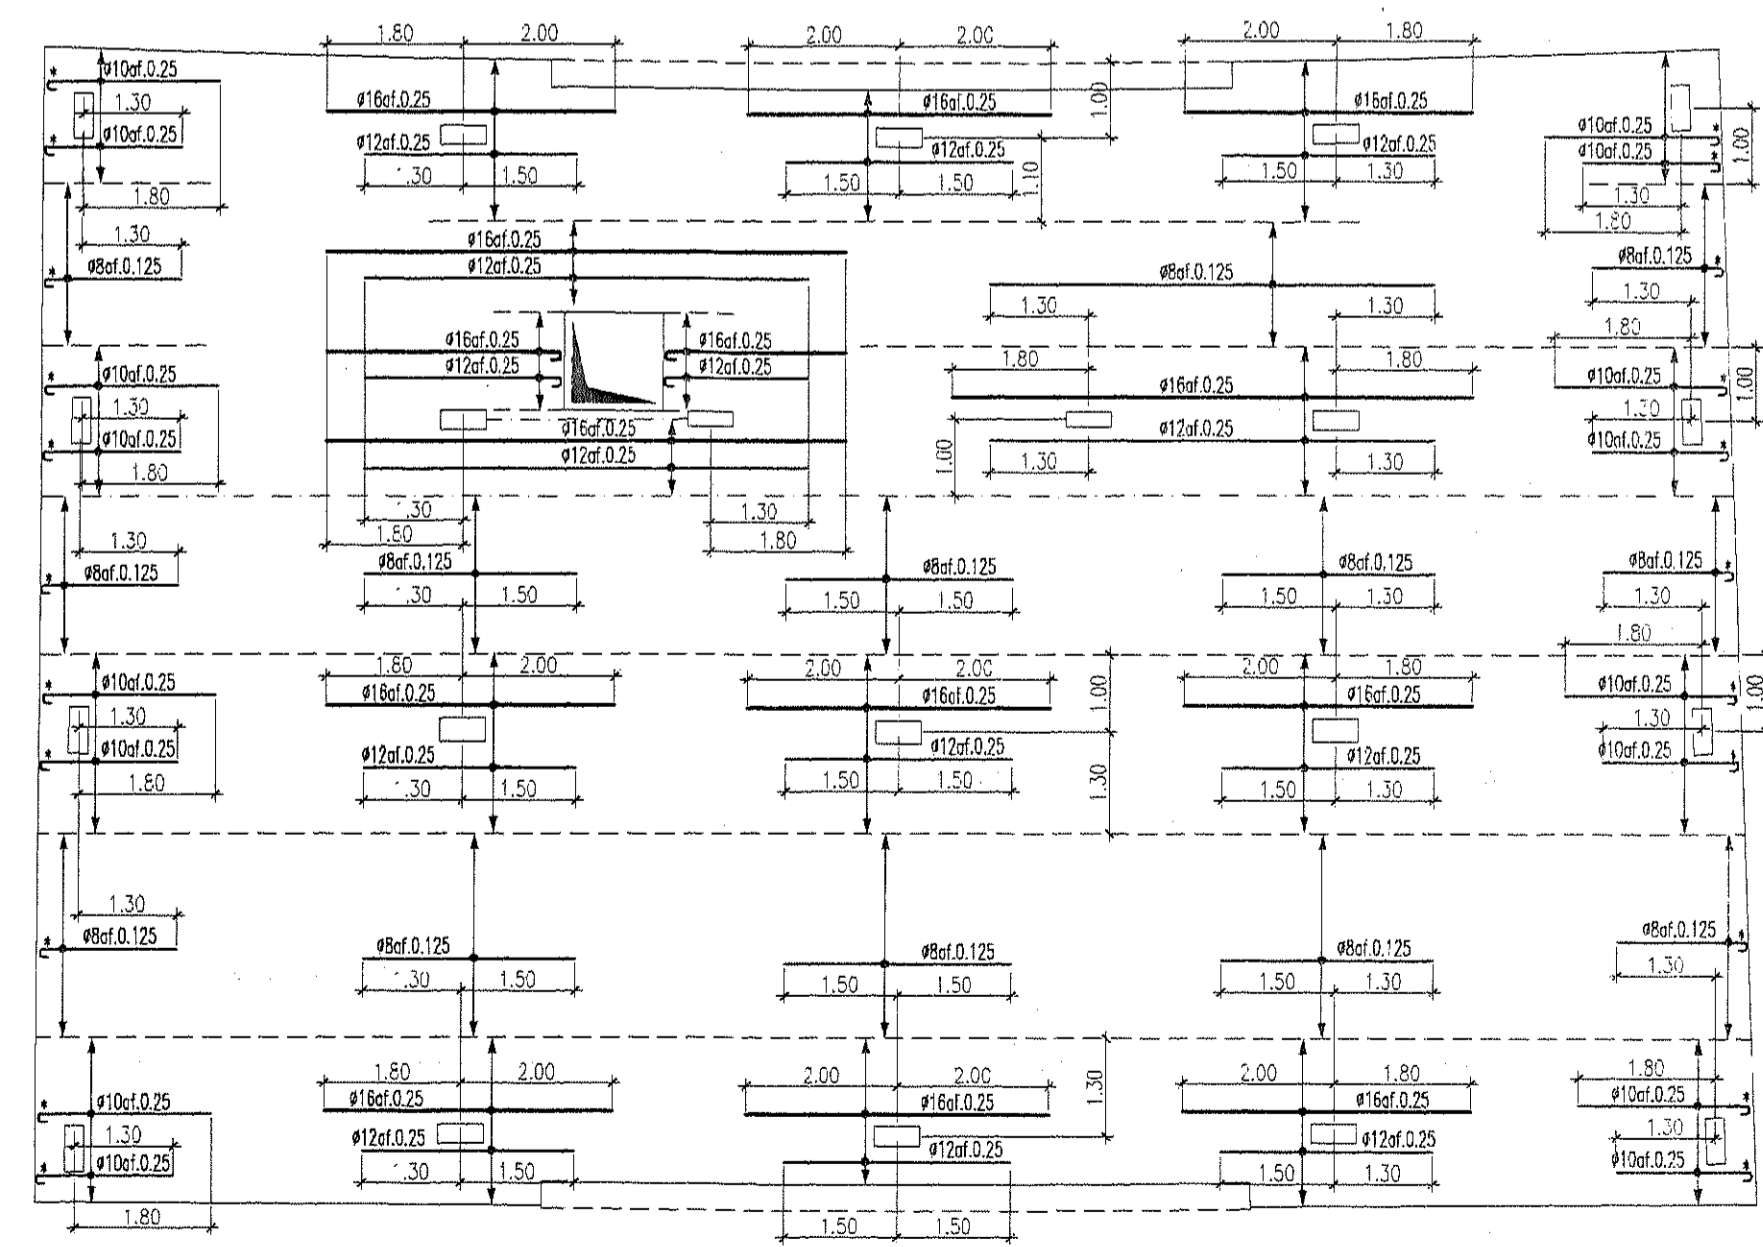 1.80 2.00 2.00 2.00 2.00 1.80
ø10af.0.25
1.30 ø16af.0.25 ø16af.0.25 1.00 ø16af.0.25
ø10af.0.25 ø12af.0.25 ø12af.0.25 ø12af.0.25 ø10af.0.25
ø10af.0.25 1.00
.30 1.50 1.50 1.50 1.10 1.50 1.30
1.80 1.30
1.80
1.30 ø16af.0.25
ø8af.0.125 ø12af.0.25 ø8af.0.125 ø8af.0.125
1.30 1.30 1.30
1.80
ø16af.0.25 ø16af.0.25 1.80 1.80
ø10af.0.25 ø12af.0.25 ø12af.0.25 ø16af.0.25 ø10af.0.25 1.00
1.30 1.30
ø10af.0.25 ø16af.0.25 ø12af.0.25 ø10af.0.25
1.80 ø12af.0.25 1.00 1.30 1.30
.30 1.30
1.30 1.80 1.80
ø8af.0.125 ø8af.0.125 ø8af.0.125 ø8af.0.125 ø8af.0.125
.30 1.50 1.50 1.50 1.50 1.30 1.30
1.80
1.80 2.00 2.00 2.00 2.00 1.80
ø10af.0.25 ø16af.0.25 ø16af.0.25 1.00 ø16af.0.25 ø10af.0.25 1.00
1.30 1.30
ø10af.0.25 ø12af.0.25 ø12af.0.25 ø12af.0.25 ø10af.0.25
1.80 .30 1.50 1.50 1.50 1.30 1.50 1.30
1.30
ø8af.0.125 ø8af.0.125 ø8af.0.125 ø8af.0.125 ø8af.0.125
.30 1.50 1.50 1.50 1.50 1.30 1.30
1.80 2.00 2.00 2.00 2.00 1.80 1.80
ø10af.0.25 ø16af.0.25 ø16af.0.25 1.30 ø16af.0.25 ø10af.0.25
1.30 ø12af.0.25 ø12af.0.25 ø12af.0.25 1.30
ø10af.0.25 .30 1.50 1.50 1.30 ø10af.0.25
1.80 1.50 1.50